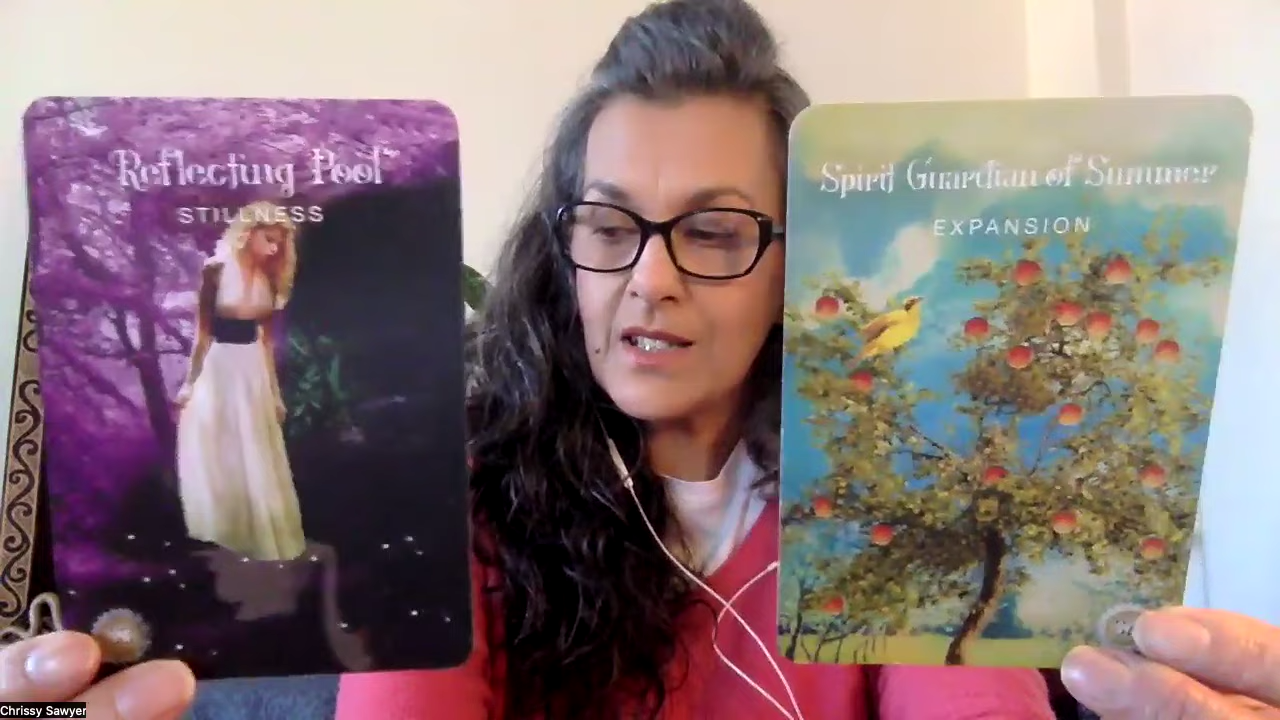 Reflecting Pool
STILLNESS
Spirit Guardian of Summer
EXPANSION
Chrissy Sawyer